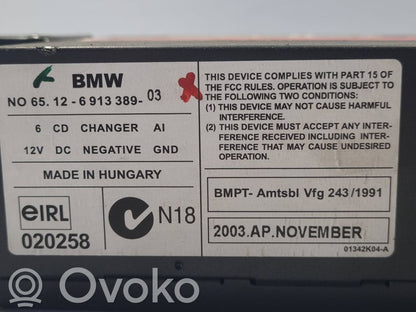 BMW
NO 65. 12 - 6 913 389- 03
6 CD CHANGER AI
12V DC NEGATIVE GND
MADE IN HUNGARY
eIRL
020258
N18
THIS DEVICE COMPLIES WITH PART 15 OF
THE FCC RULES. OPERATION IS SUBJECT TO
THE FOLLOWING TWO CONDITIONS:
(1) THIS DEVICE MAY NOT CAUSE HARMFUL
INTERFERENCE.
(2) THIS DEVICE MUST ACCEPT ANY INTER-
FERENCE RECEIVED INCLUDING INTER-
FERENCE THAT MAY CAUSE UNDESIRED
OPERATION.
BMPT- Amtsbl Vfg 243/1991
2003.AP.NOVEMBER
01342K04-A
Ovoko